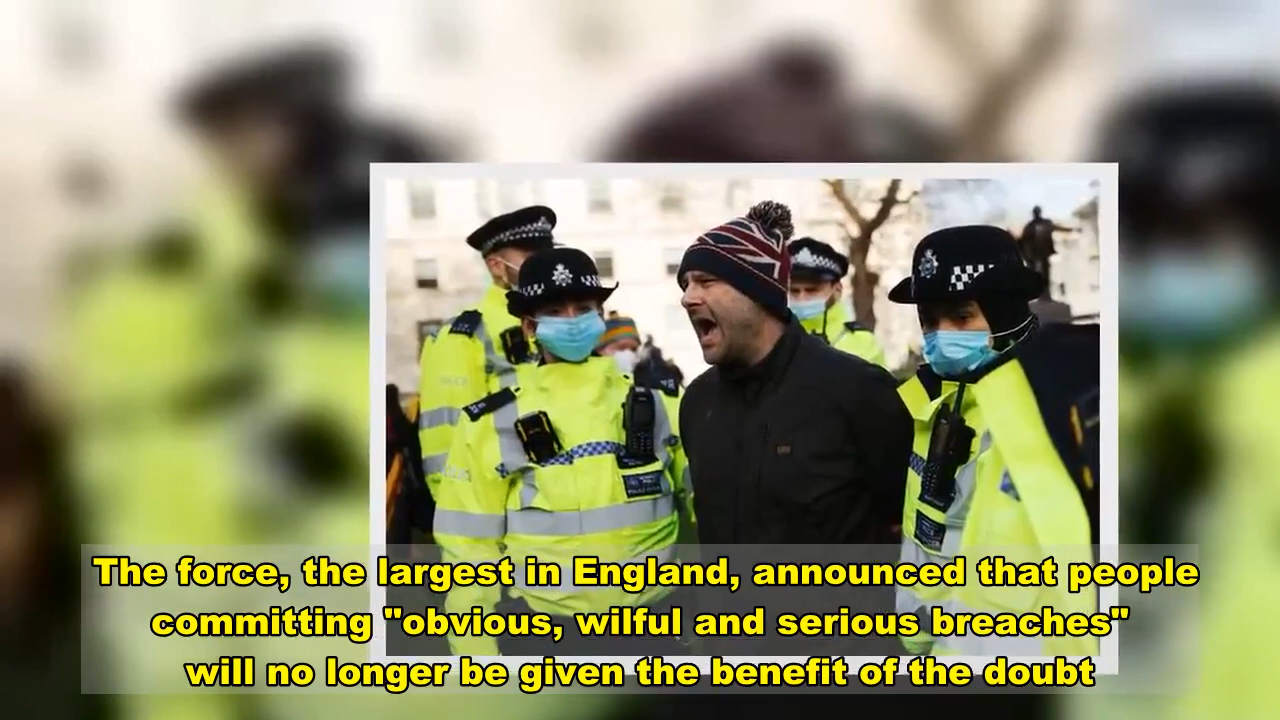 The force, the largest in England, announced that people
committing "obvious, wilful and serious breaches"
will no longer be given the benefit of the doubt